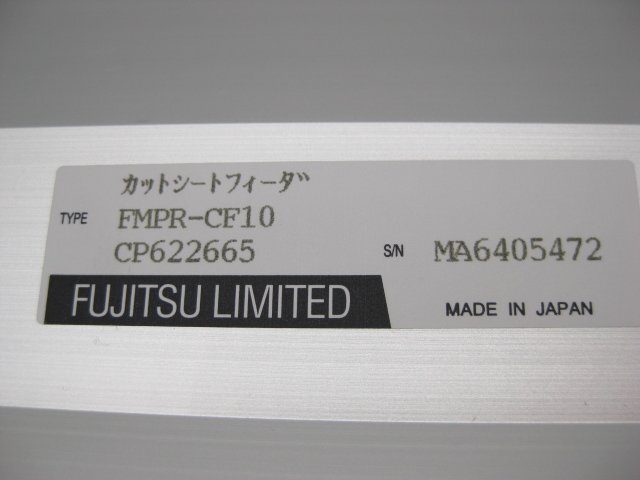 カットシートフィーダ
TYPE FMPR-CF10
CP622665 S/N MA6405472
FUJITSU LIMITED MADE IN JAPAN